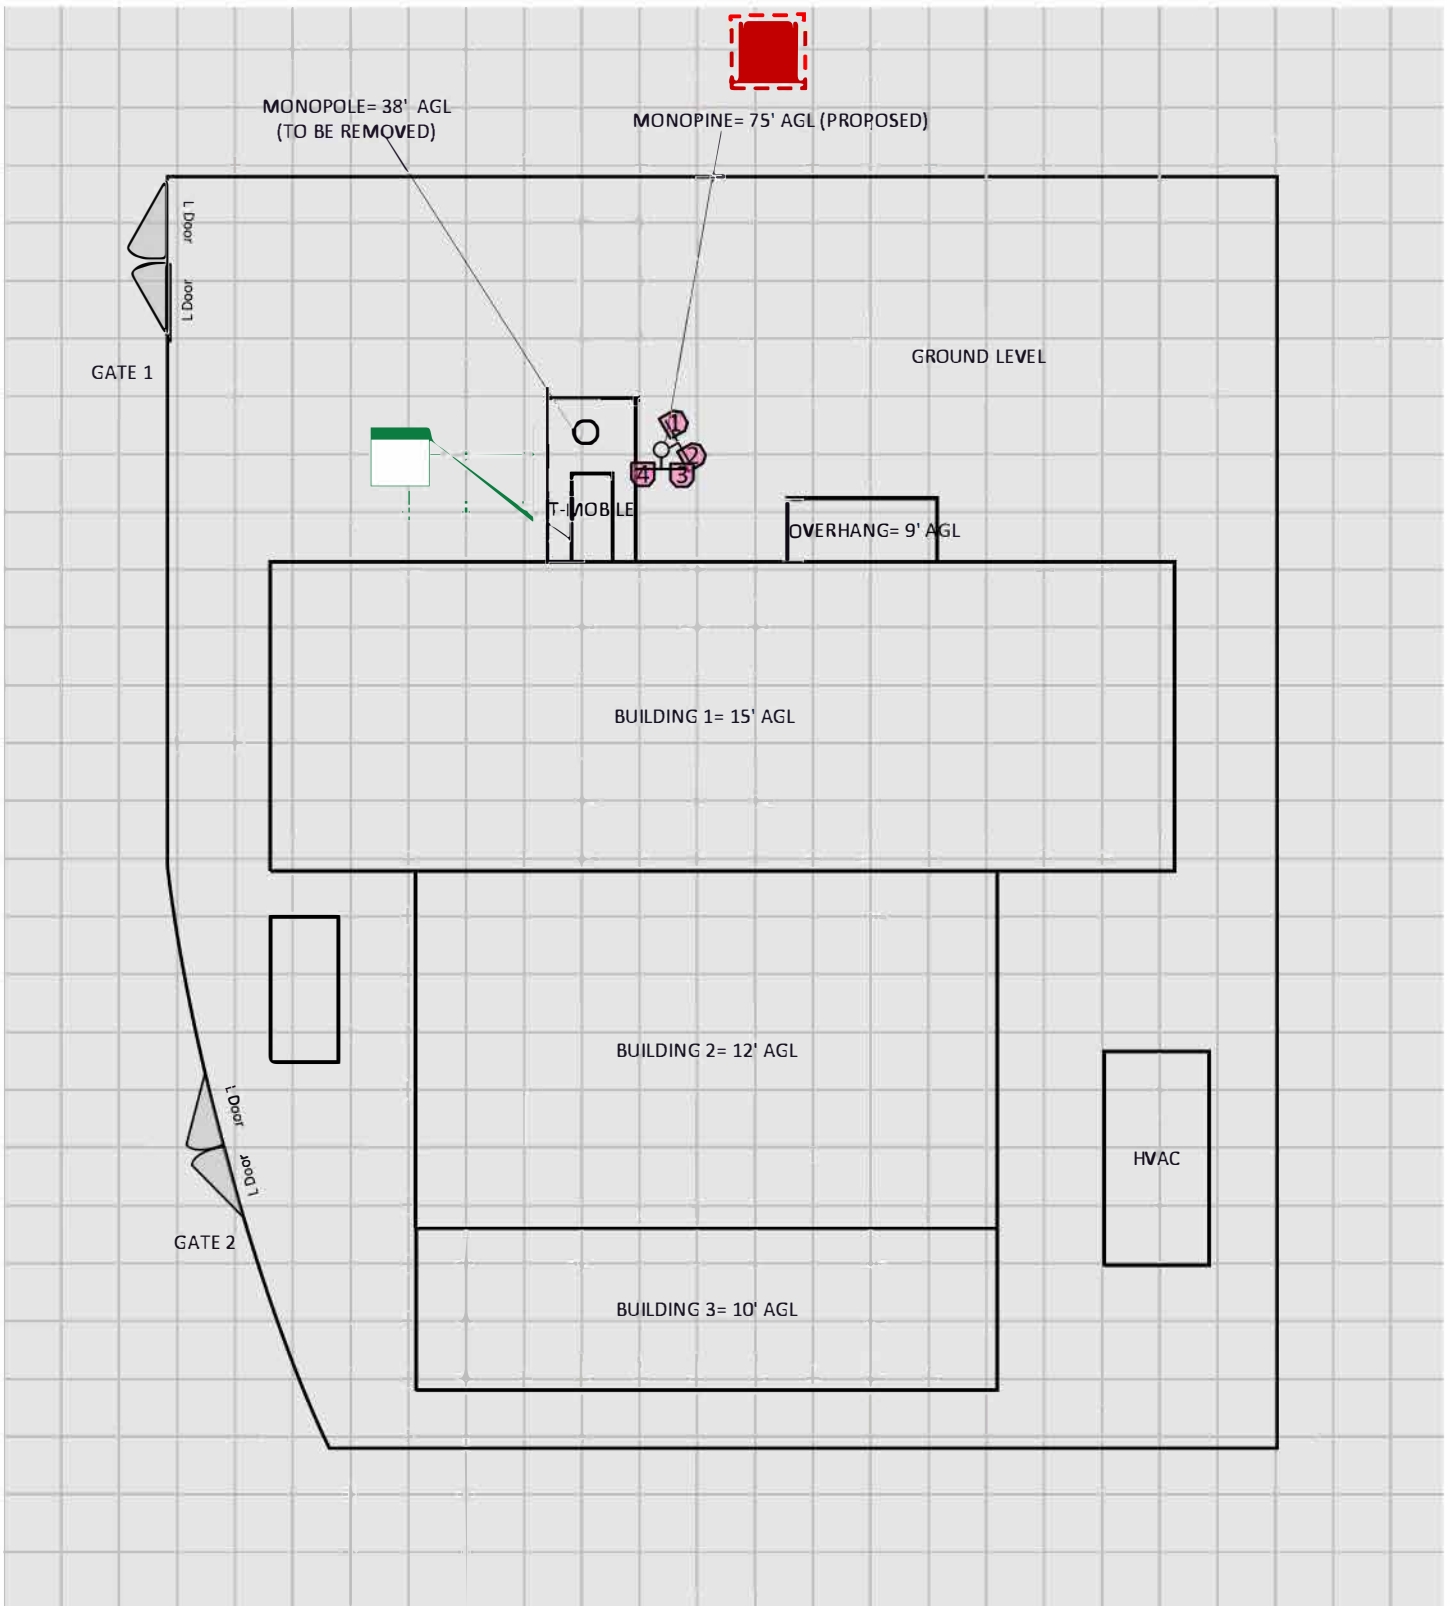 MONOPOLE= 38' AGL
(TO BE REMOVED)
MONOPINE= 75' AGL (PROPOSED)
L Door
L Door
GATE 1
GROUND LEVEL
1
2
4
3
T-MOBILE
OVERHANG= 9' AGL
BUILDING 1= 15' AGL
BUILDING 2= 12' AGL
L Door
L Door
HVAC
GATE 2
BUILDING 3= 10' AGL